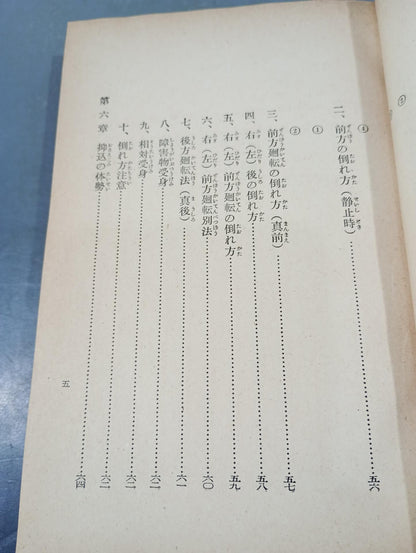 二、前方の倒れ方（静止時）……五六
④
①
②
三、前方廻転の倒れ方（真前）……五七
四、右（左）後の倒れ方……五八
五、右（左）前方廻転の倒れ方……五九
六、右（左）前方廻転別法……六〇
七、後方廻転法（真後）……六一
八、障害物受身……六二
九、相対受身……六二
十、倒れ方注意……六二
第六章　抑込の体勢……六四
五